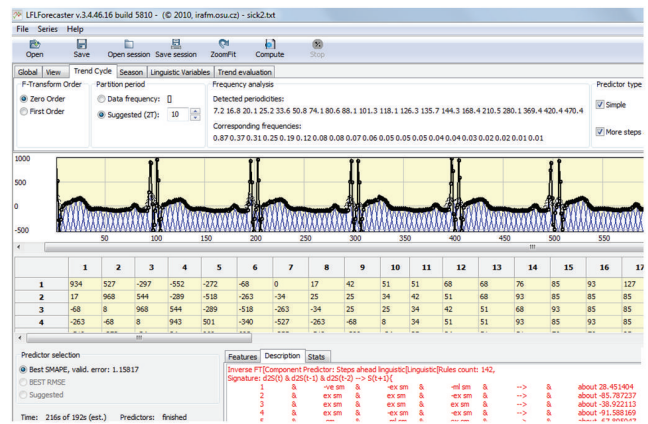 LFLForecaster v.3.4.46.16 build 5810 - (© 2010, irafm.osu.cz) - sick2.txt
File Series Help
Open Save Open session Save session ZoomFit Compute Stop
Global View Trend Cycle Season Linguistic Variables Trend evaluation
F-Transform Order Partition period Frequency analysis Predictor type
Zero Order Data frequency: [] Detected periodicities: Simple
First Order Suggested (2T): 10 7.2 16.8 20.1 25.2 33.6 50.8 74.1 80.6 88.1 101.3 118.1 126.3 135.7 144.3 168.4 210.5 280.1 369.4 420.4 470.4
Corresponding frequencies: More steps
0.87 0.37 0.31 0.25 0.19 0.12 0.08 0.08 0.07 0.06 0.05 0.05 0.05 0.04 0.04 0.03 0.02 0.02 0.01 0.01
1000
500
0
-500
50 100 150 200 250 300 350 400 450 500 550
1 2 3 4 5 6 7 8 9 10 11 12 13 14 15 16 17
1 934 527 -297 -552 -272 -68 0 17 42 51 51 68 68 76 85 93 127
2 17 968 544 -289 -518 -263 -34 25 25 34 42 51 68 93 85 85 85
3 -68 8 968 544 -289 -518 -263 -34 25 25 34 42 51 68 93 85 85
4 -263 -68 8 943 501 -340 -527 -263 -68 8 34 42 51 68 93 85 85
Predictor selection
Best SMAPE, valid. error: 1.15817
BEST RMSE
Suggested
Time: 216s of 192s (est.) Predictors: finished
Features Description Stats
Inverse FT[Component Predictor: Steps ahead linguistic[Linguistic[Rules count: 142,
Signature: d2S(t) & d2S(t-1) & d2S(t-2) --> S(t+1){
1 & -ve sm & -ex sm & -ml sm & --> & about 28.451404
2 & ex sm & ex sm & -ex sm & --> & about -85.787237
3 & ex sm & ex sm & ex sm & --> & about -38.922113
4 & ex sm & -ex sm & -ex sm & --> & about -91.588169